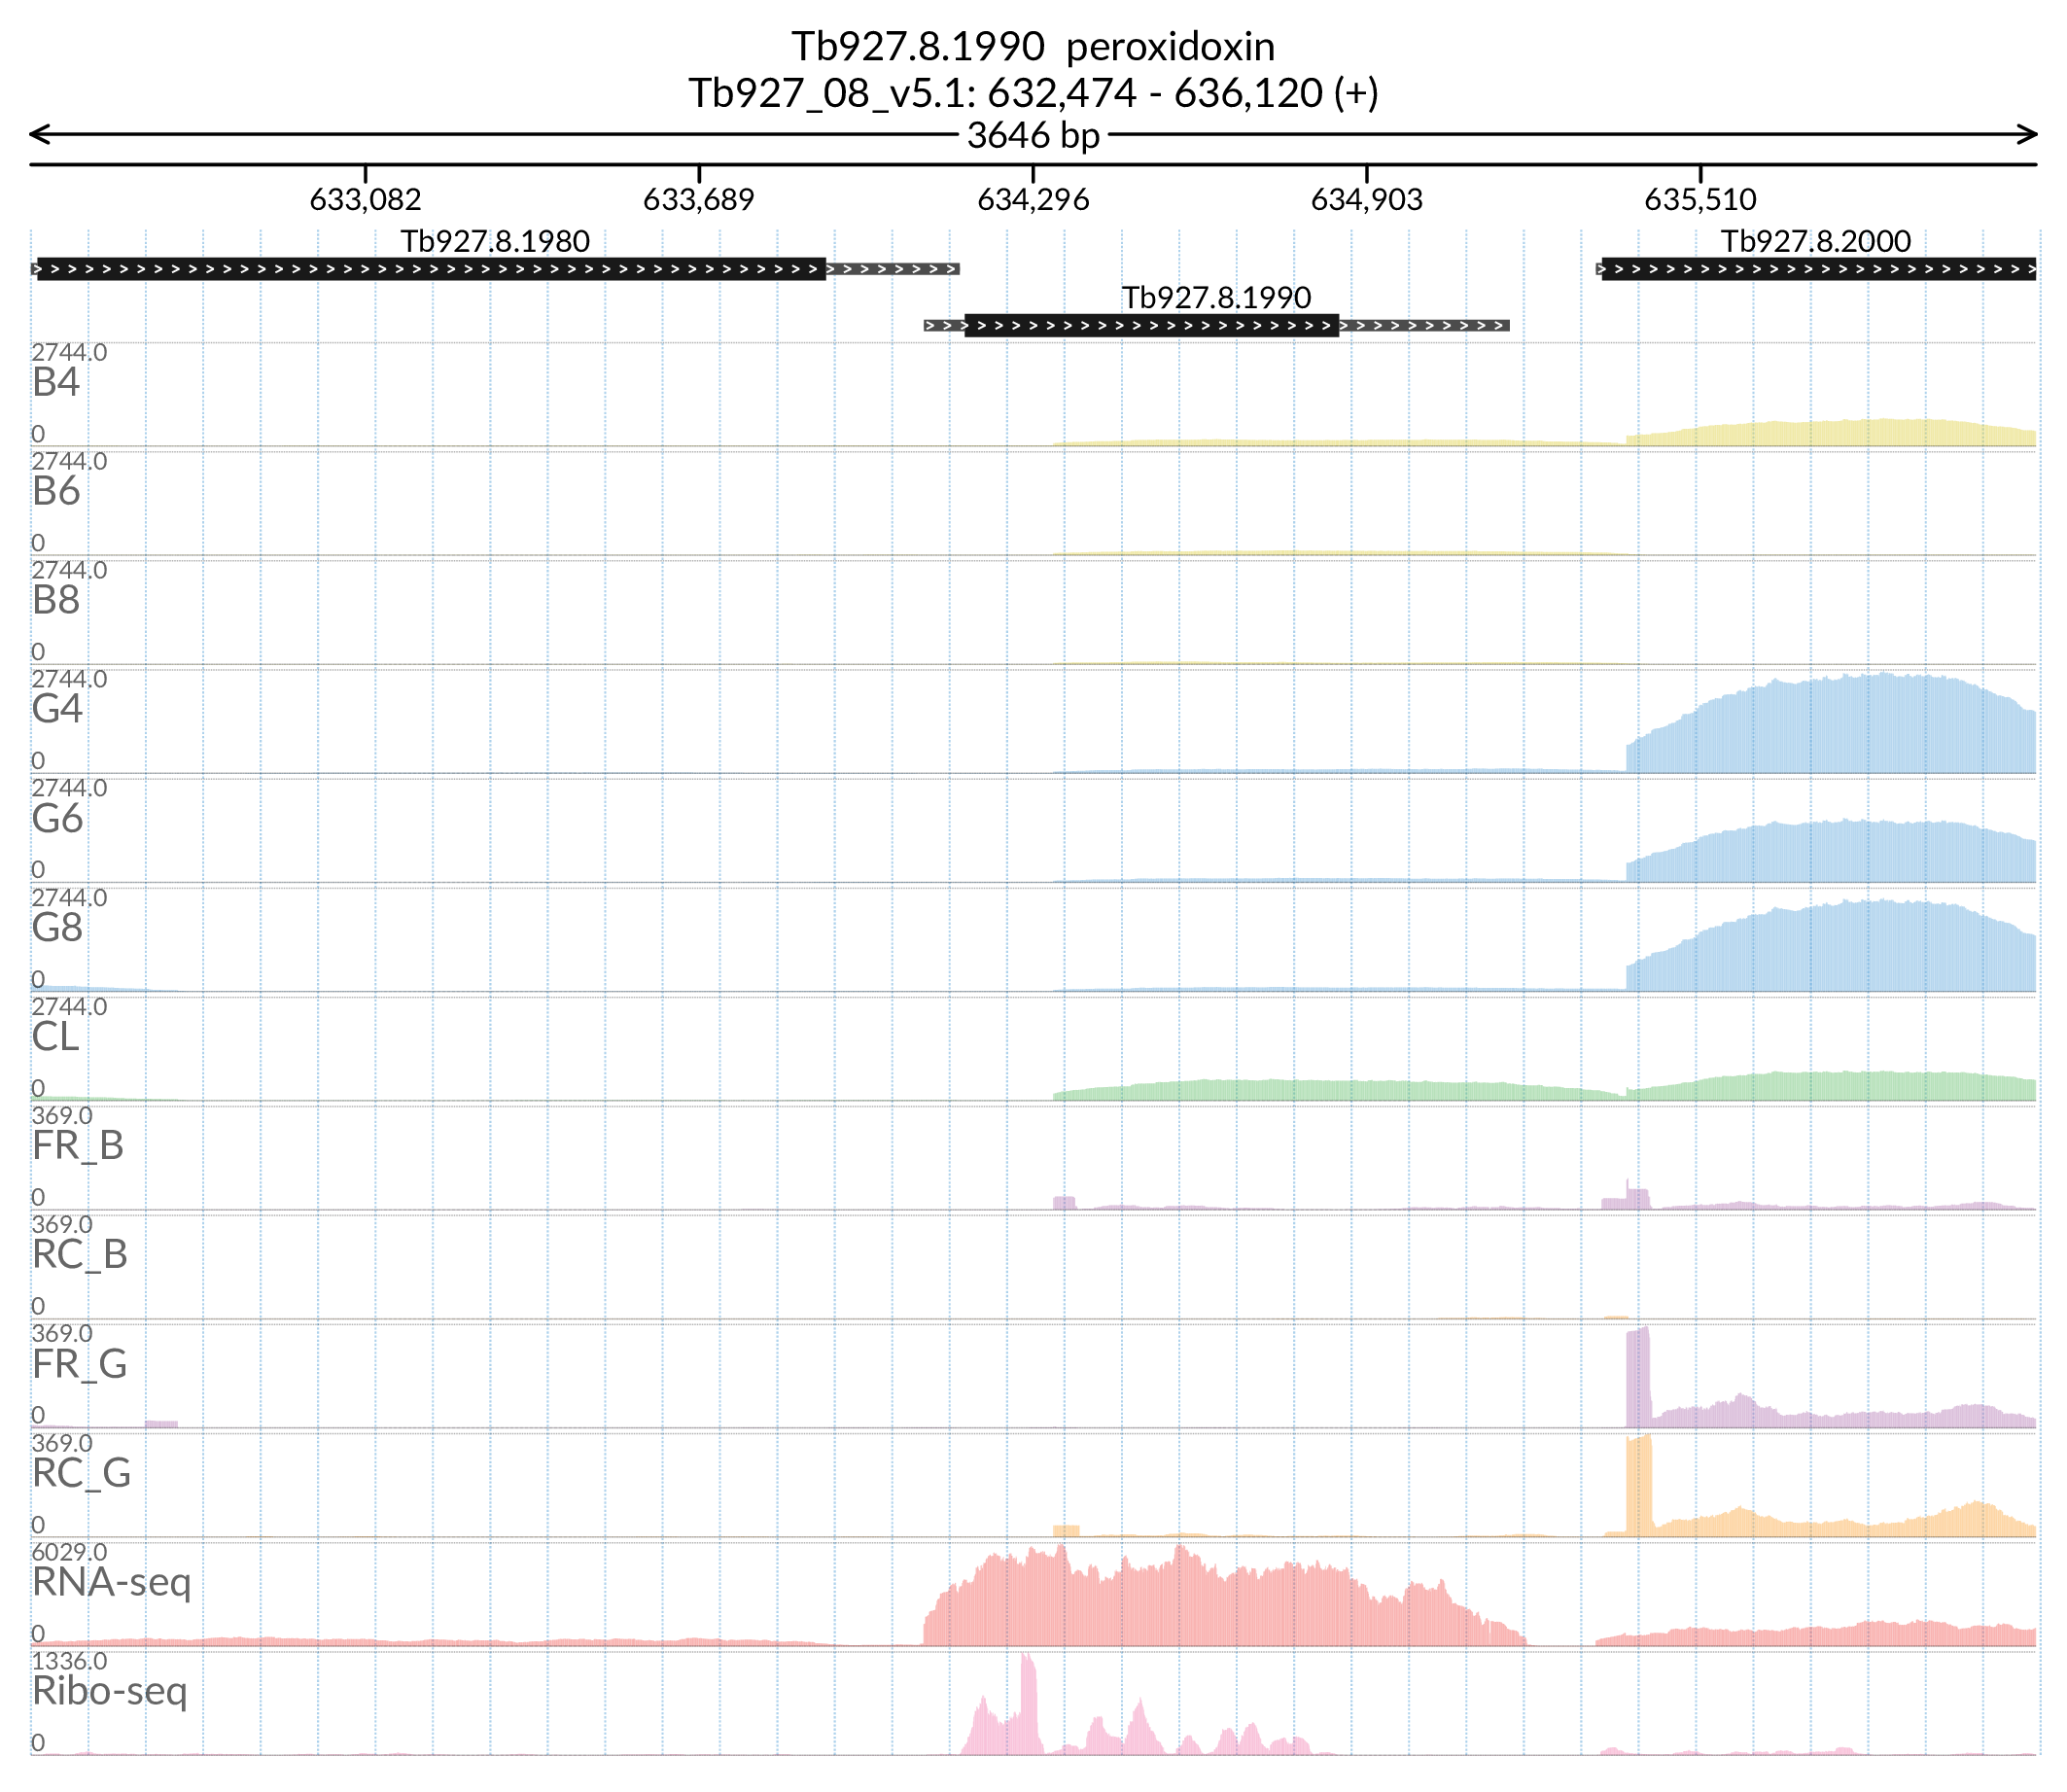 Tb927.8.1990 peroxidoxin
Tb927_08_v5.1: 632,474 - 636,120 (+)
3646 bp
633,082 633,689 634,296 634,903 635,510
Tb927.8.1980 Tb927.8.2000
Tb927.8.1990
2744.0
B4
0
2744.0
B6
0
2744.0
B8
0
2744.0
G4
0
2744.0
G6
0
2744.0
G8
0
2744.0
CL
0
369.0
FR_B
0
369.0
RC_B
0
369.0
FR_G
0
369.0
RC_G
0
6029.0
RNA-seq
0
1336.0
Ribo-seq
0